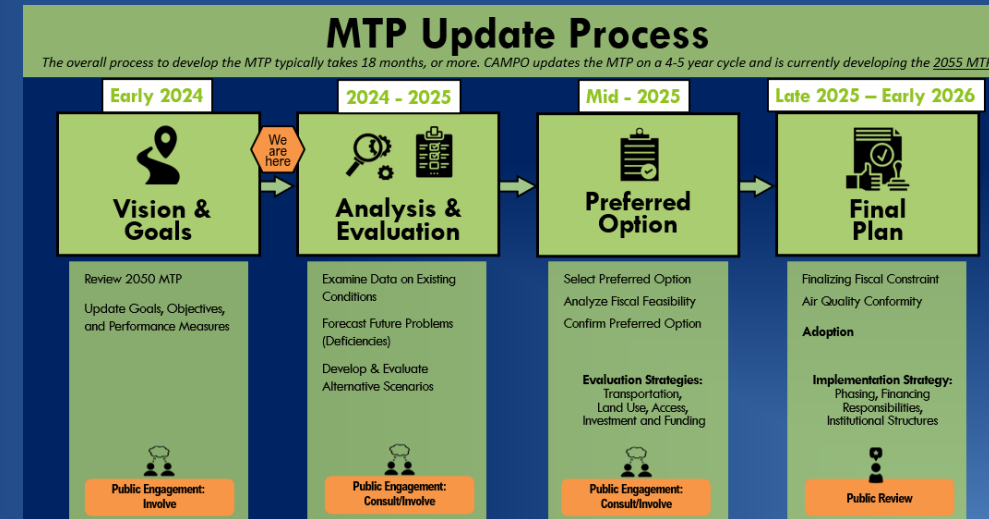 MTP Update Process
The overall process to develop the MTP typically takes 18 months, or more. CAMPO updates the MTP on a 4-5 year cycle and is currently developing the 2055 MTP
Early 2024
Vision &
Goals
Review 2050 MTP
Update Goals, Objectives,
and Performance Measures
Public Engagement:
Involve
We
are
here
2024 - 2025
Analysis &
Evaluation
Examine Data on Existing
Conditions
Forecast Future Problems
(Deficiencies)
Develop & Evaluate
Alternative Scenarios
Public Engagement:
Consult/Involve
Mid - 2025
Preferred
Option
Select Preferred Option
Analyze Fiscal Feasibility
Confirm Preferred Option
Evaluation Strategies:
Transportation,
Land Use, Access,
Investment and Funding
Public Engagement:
Consult/Involve
Late 2025 – Early 2026
Final
Plan
Finalizing Fiscal Constraint
Air Quality Conformity
Adoption
Implementation Strategy:
Phasing, Financing
Responsibilities,
Institutional Structures
Public Review